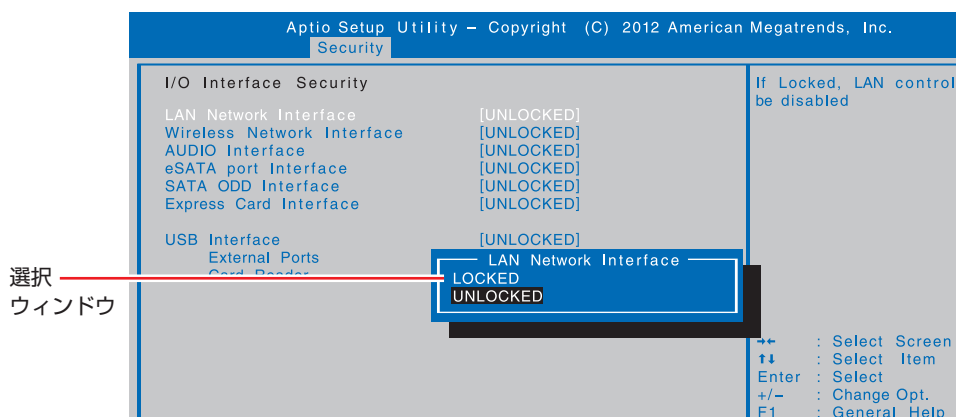 Aptio Setup Utility – Copyright (C) 2012 American Megatrends, Inc.
Security
I/O Interface Security
LAN Network Interface [UNLOCKED]
Wireless Network Interface [UNLOCKED]
AUDIO Interface [UNLOCKED]
eSATA port Interface [UNLOCKED]
SATA ODD Interface [UNLOCKED]
Express Card Interface [UNLOCKED]
USB Interface [UNLOCKED]
External Ports
Card Reader
LAN Network Interface
LOCKED
UNLOCKED
選択
ウィンドウ
If Locked, LAN control
be disabled
→← : Select Screen
↑↓ : Select Item
Enter : Select
+/– : Change Opt.
F1 : General Help